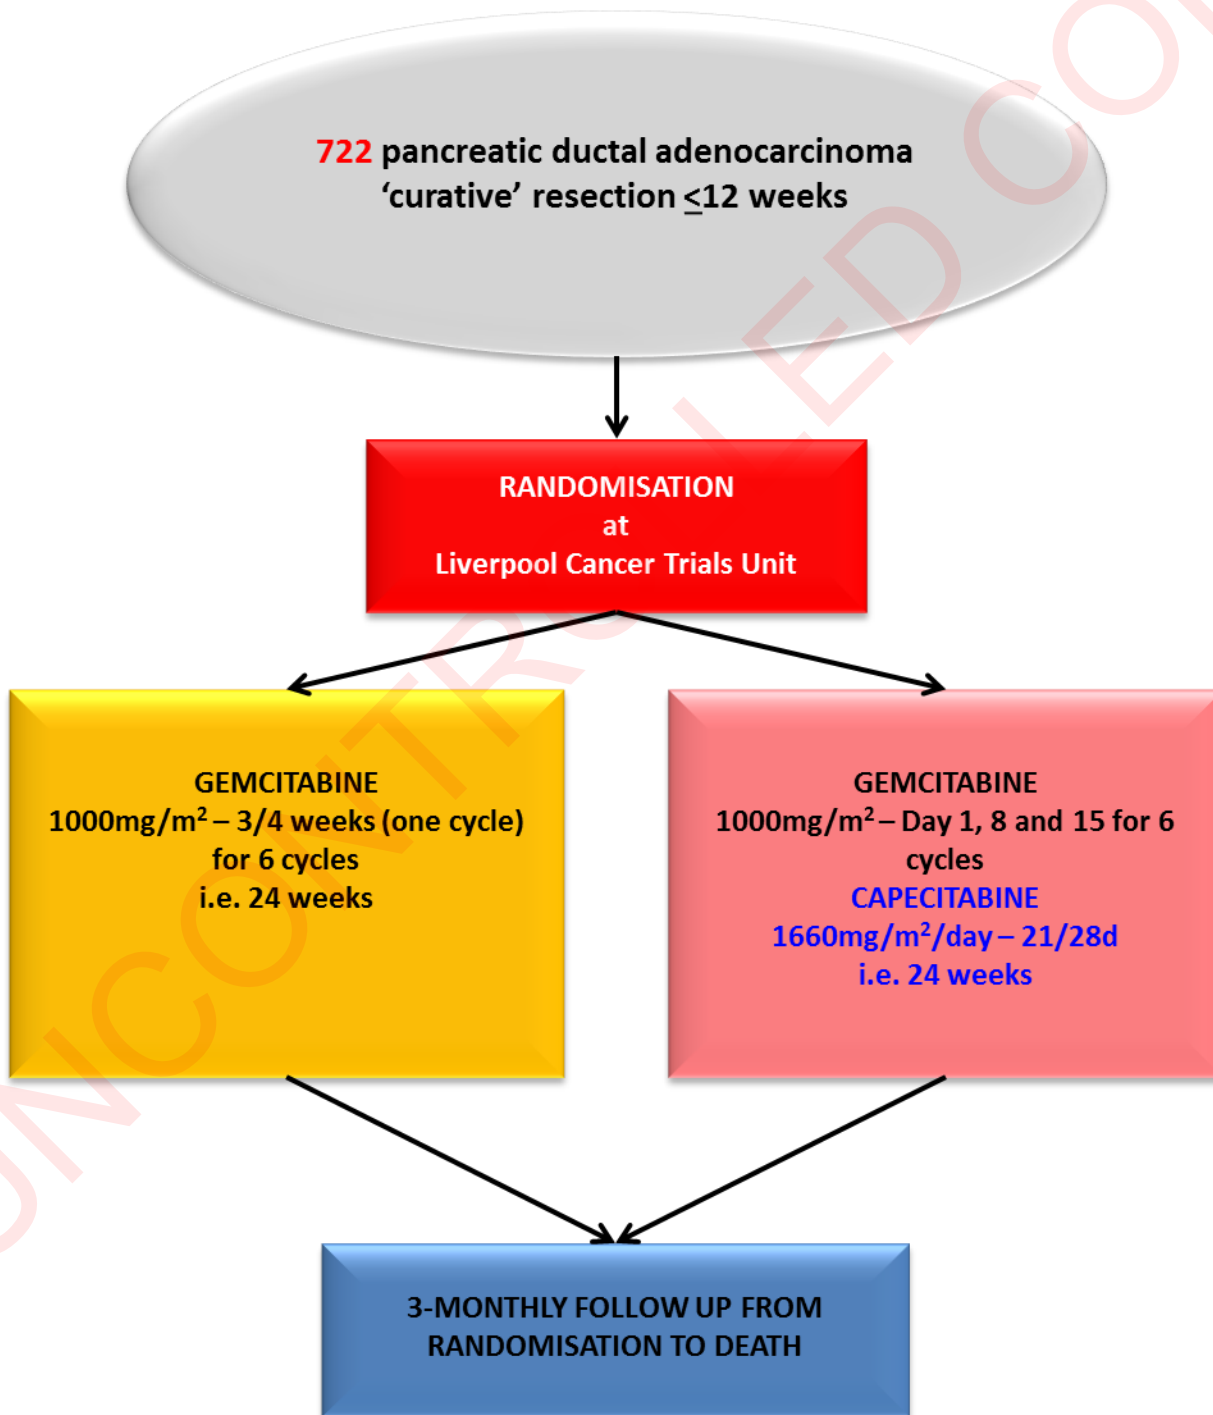 722 pancreatic ductal adenocarcinoma
‘curative’ resection ≤12 weeks
RANDOMISATION
at
Liverpool Cancer Trials Unit
GEMCITABINE
1000mg/m² – 3/4 weeks (one cycle)
for 6 cycles
i.e. 24 weeks
GEMCITABINE
1000mg/m² – Day 1, 8 and 15 for 6
cycles
CAPECITABINE
1660mg/m²/day – 21/28d
i.e. 24 weeks
3-MONTHLY FOLLOW UP FROM
RANDOMISATION TO DEATH
UNCONTROLLED CO